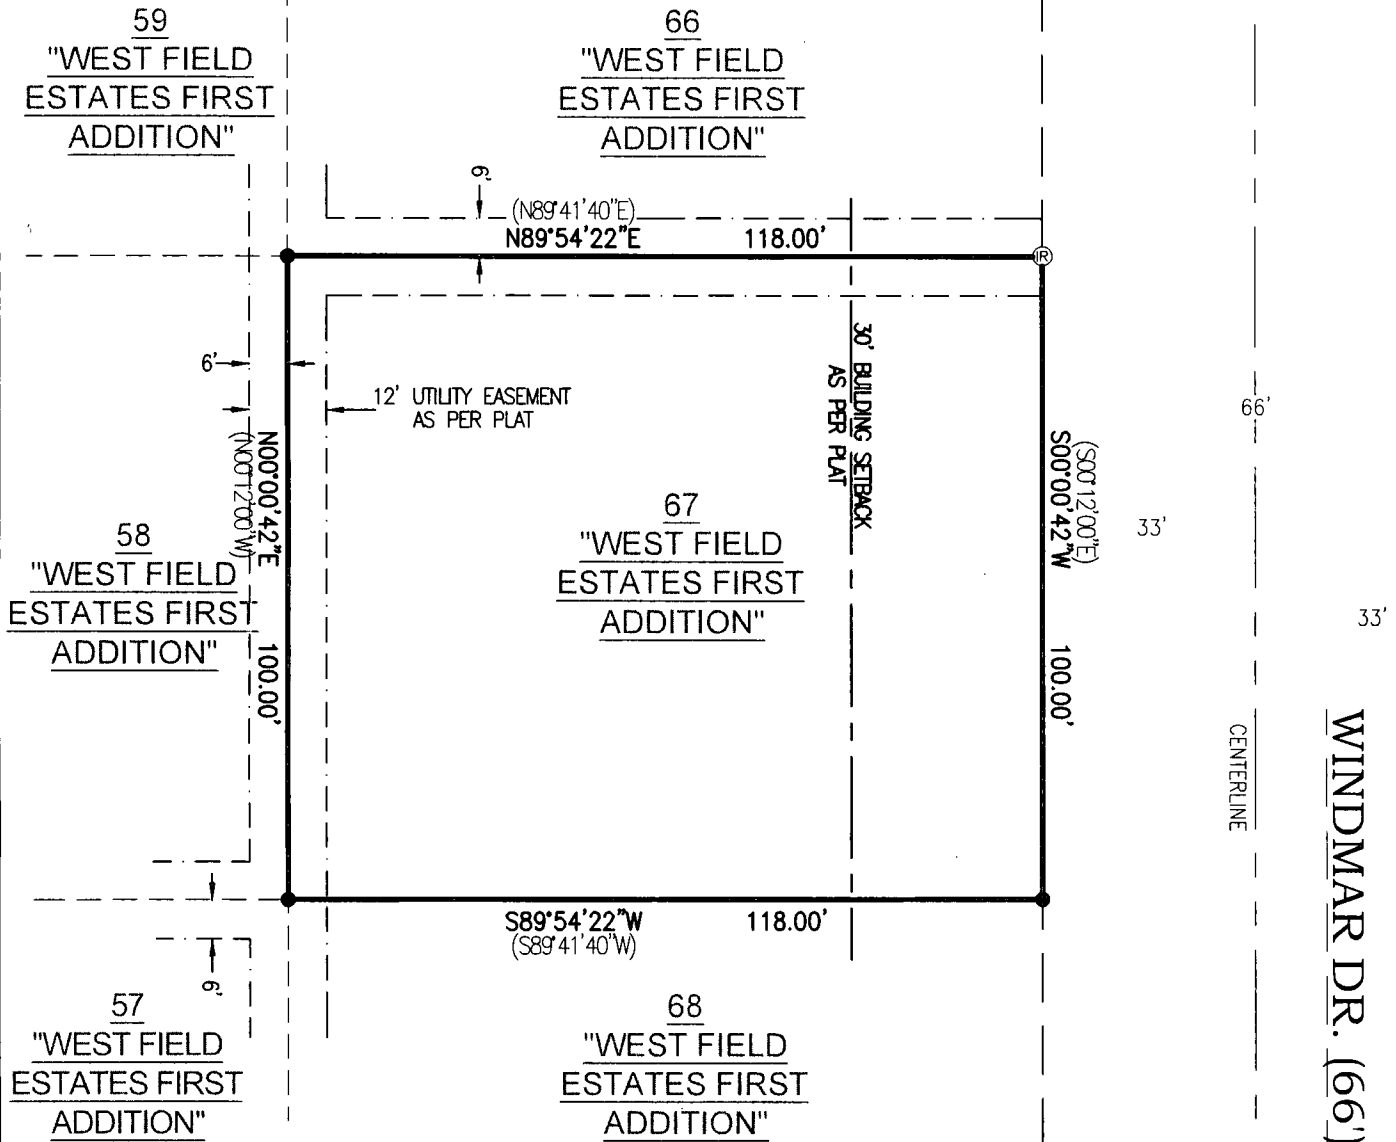 59
"WEST FIELD
ESTATES FIRST
ADDITION"
66
"WEST FIELD
ESTATES FIRST
ADDITION"
6'
(N89°41'40"E)
N89°54'22"E 118.00'
IR
6'
12' UTILITY EASEMENT
AS PER PLAT
30' BUILDING SETBACK
AS PER PLAT
N00°00'42"E 100.00'
(N00°12'00"W)
58
"WEST FIELD
ESTATES FIRST
ADDITION"
67
"WEST FIELD
ESTATES FIRST
ADDITION"
(S00°12'00"E)
S00°00'42"W 100.00'
66'
33'
33'
CENTERLINE
WINDMAR DR. (66')
S89°54'22"W 118.00'
(S89°41'40"W)
6'
57
"WEST FIELD
ESTATES FIRST
ADDITION"
68
"WEST FIELD
ESTATES FIRST
ADDITION"